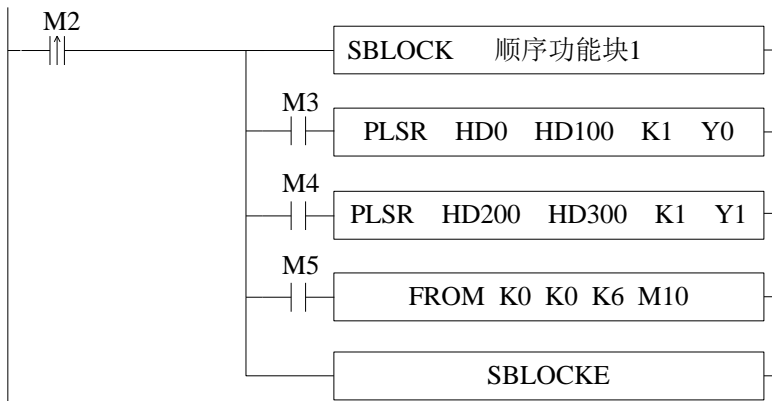 M2
SBLOCK 顺序功能块1
M3
PLSR HD0 HD100 K1 Y0
M4
PLSR HD200 HD300 K1 Y1
M5
FROM K0 K0 K6 M10
SBLOCKE